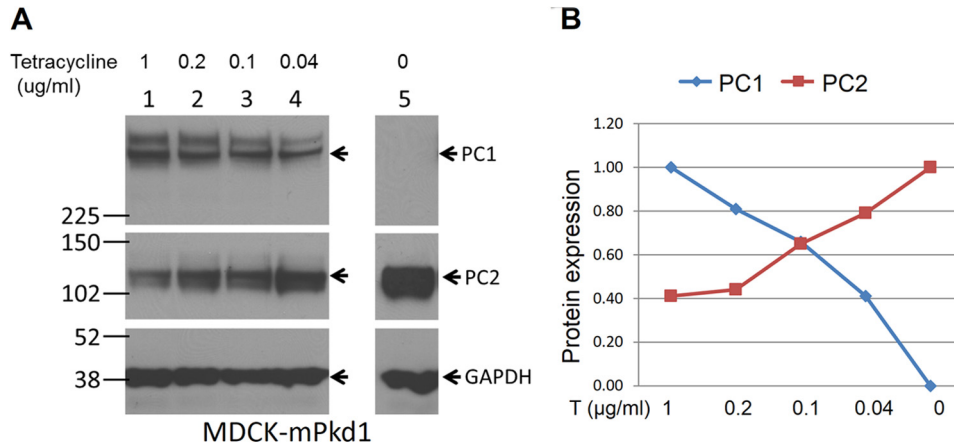 A
Tetracycline 1 0.2 0.1 0.04 0
(ug/ml)
1 2 3 4 5
PC1
225
150
PC2
102
52
38
GAPDH
MDCK-mPkd1
B
PC1 PC2
1.20
1.00
0.80
0.60
0.40
0.20
0.00
Protein expression
T (µg/ml) 1 0.2 0.1 0.04 0